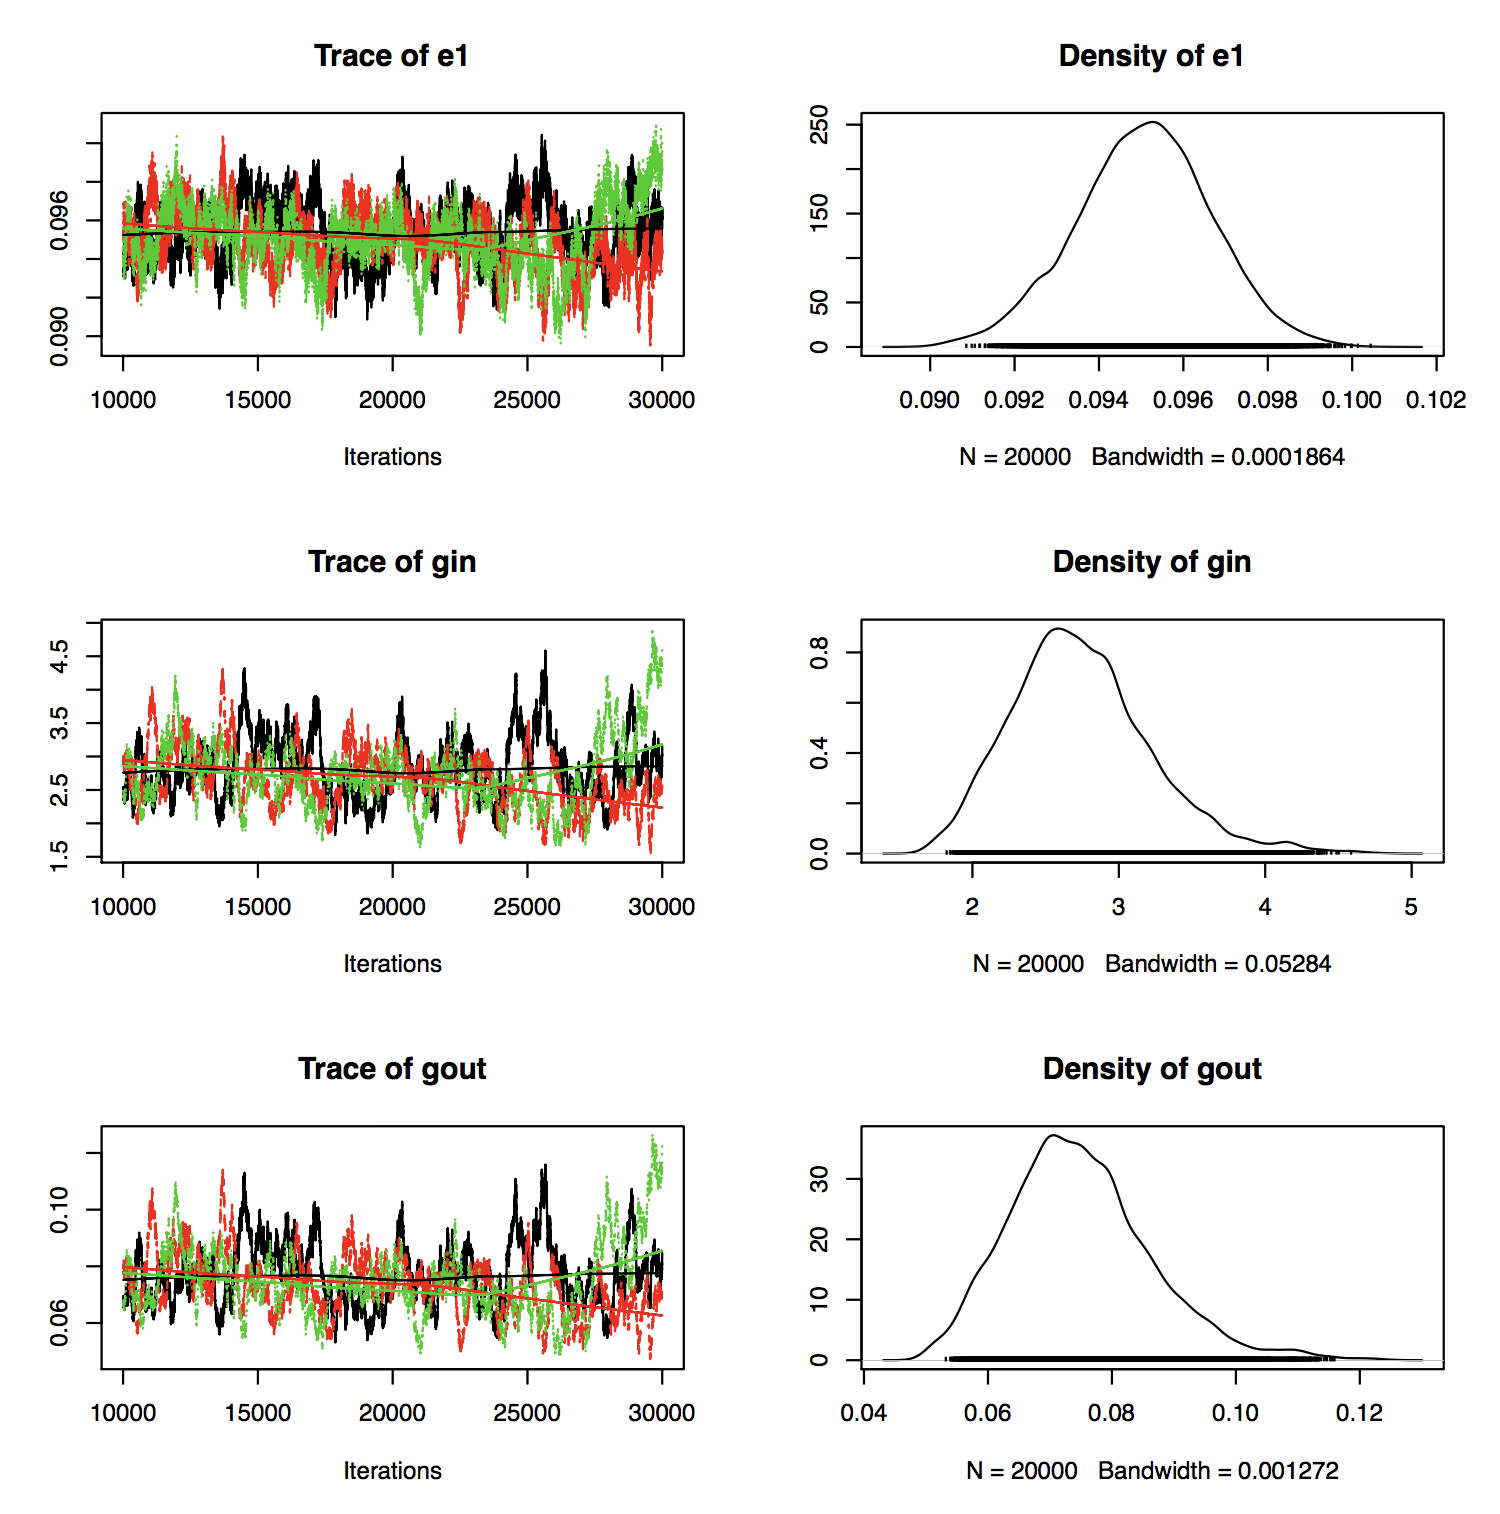 Trace of e1
0.096
0.090
10000 15000 20000 25000 30000
Iterations
Density of e1
250
150
50
0
0.090 0.092 0.094 0.096 0.098 0.100 0.102
N = 20000 Bandwidth = 0.0001864
Trace of gin
4.5
3.5
2.5
1.5
10000 15000 20000 25000 30000
Iterations
Density of gin
0.8
0.4
0.0
2 3 4 5
N = 20000 Bandwidth = 0.05284
Trace of gout
0.10
0.06
10000 15000 20000 25000 30000
Iterations
Density of gout
30
20
10
0
0.04 0.06 0.08 0.10 0.12
N = 20000 Bandwidth = 0.001272